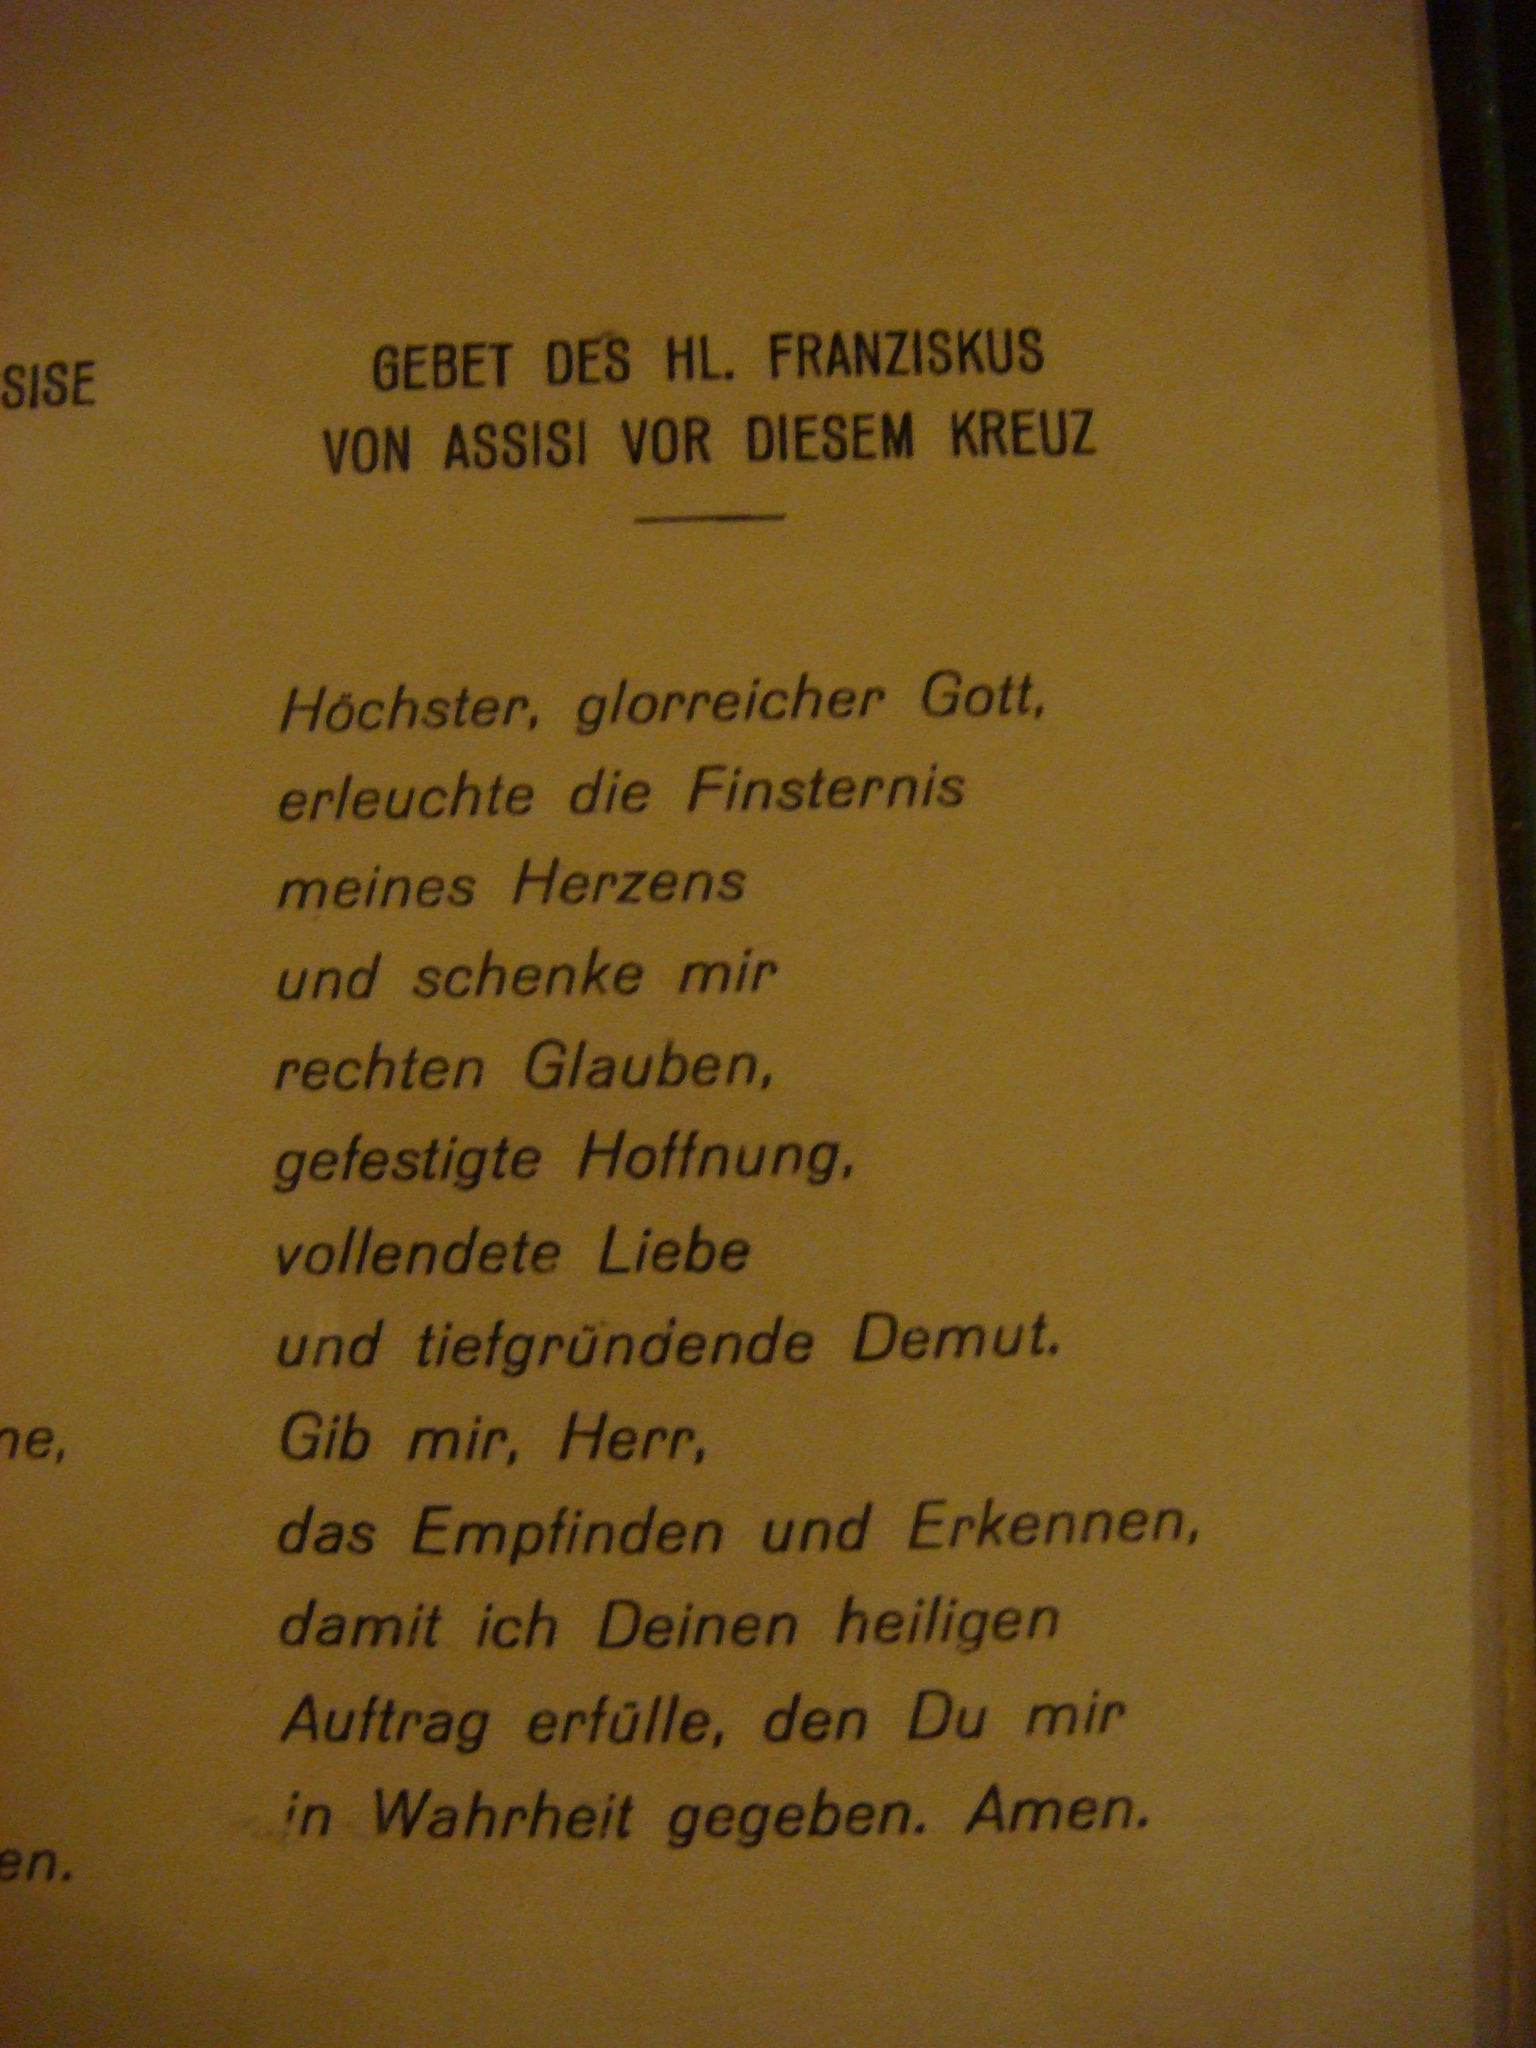 SISE
ne,
en.
GEBET DES HL. FRANZISKUS
VON ASSISI VOR DIESEM KREUZ
Höchster, glorreicher Gott,
erleuchte die Finsternis
meines Herzens
und schenke mir
rechten Glauben,
gefestigte Hoffnung,
vollendete Liebe
und tiefgründende Demut.
Gib mir, Herr,
das Empfinden und Erkennen,
damit ich Deinen heiligen
Auftrag erfülle, den Du mir
in Wahrheit gegeben. Amen.